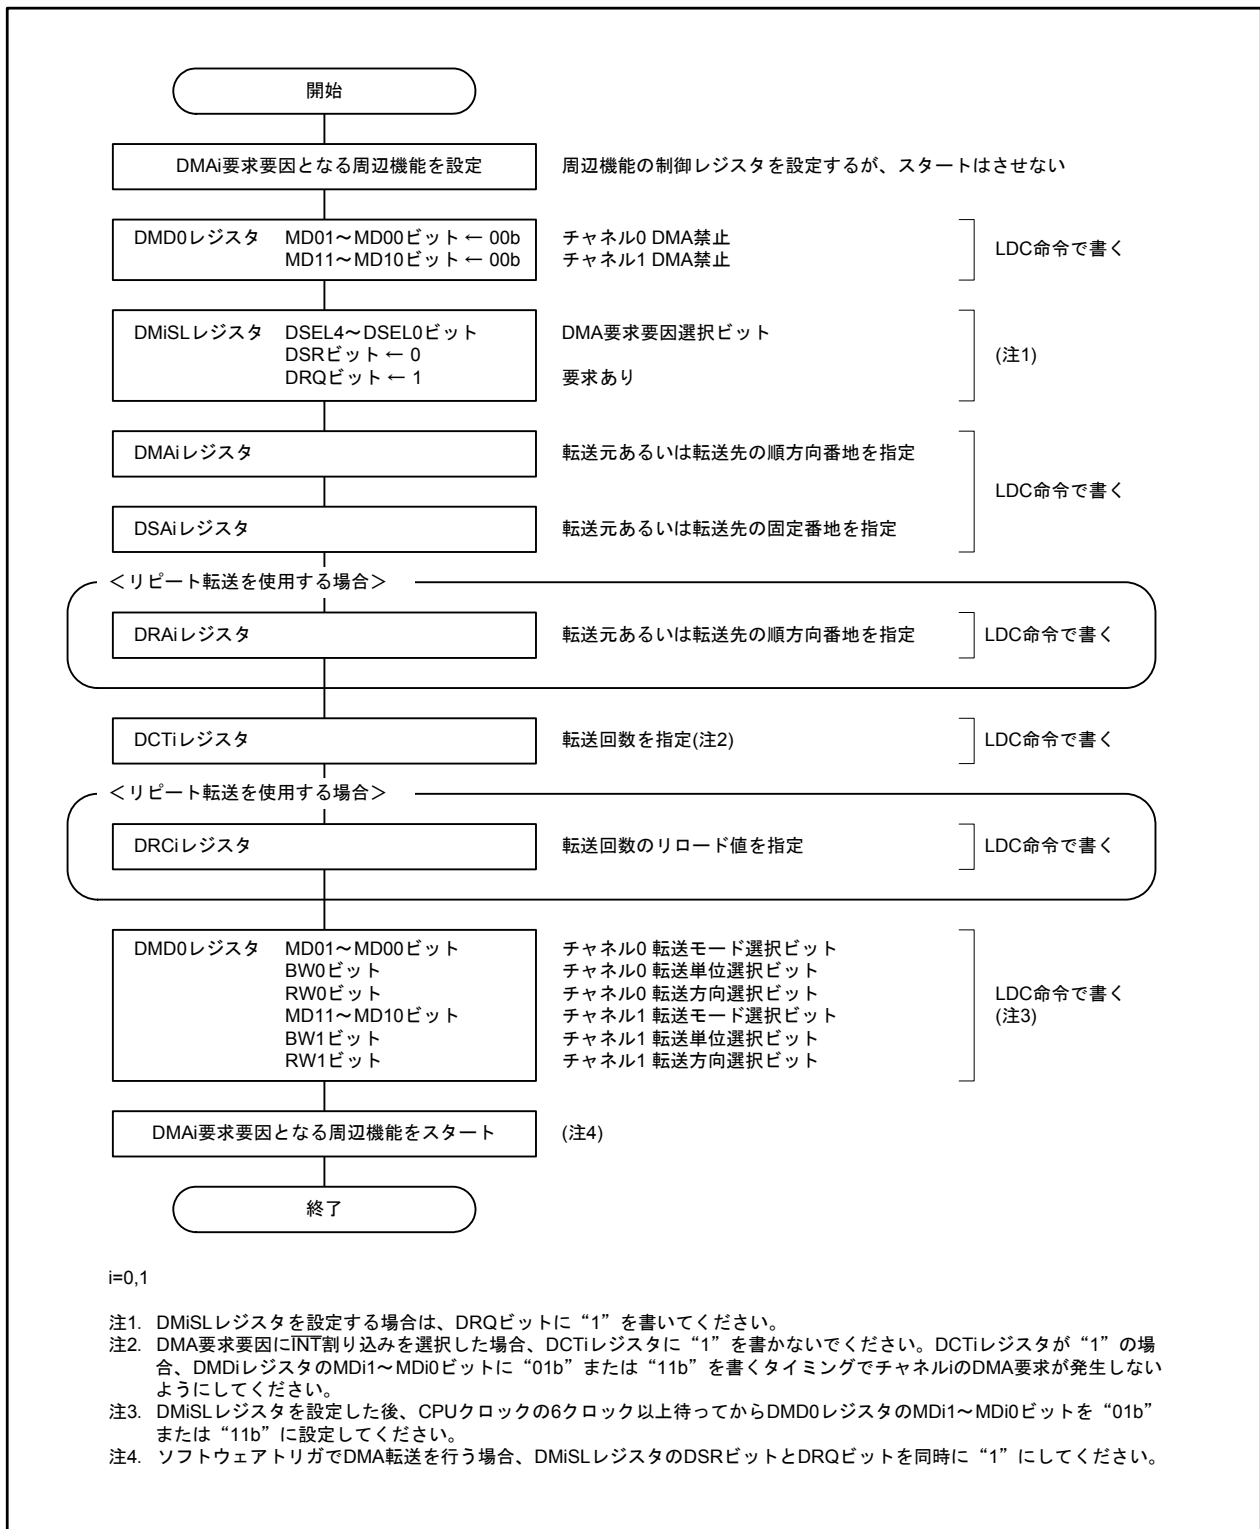 開始
DMAi要求要因となる周辺機能を設定 周辺機能の制御レジスタを設定するが、スタートはさせない
DMD0レジスタ MD01～MD00ビット ← 00b チャネル0 DMA禁止
MD11～MD10ビット ← 00b チャネル1 DMA禁止
LDC命令で書く
DMiSLレジスタ DSEL4～DSEL0ビット DMA要求要因選択ビット
DSRビット ← 0
DRQビット ← 1 要求あり
(注1)
DMAiレジスタ 転送元あるいは転送先の順方向番地を指定
LDC命令で書く
DSAiレジスタ 転送元あるいは転送先の固定番地を指定
＜リピート転送を使用する場合＞
DRAiレジスタ 転送元あるいは転送先の順方向番地を指定 LDC命令で書く
DCTiレジスタ 転送回数を指定(注2) LDC命令で書く
＜リピート転送を使用する場合＞
DRCiレジスタ 転送回数のリロード値を指定 LDC命令で書く
DMD0レジスタ MD01～MD00ビット チャネル0 転送モード選択ビット
BW0ビット チャネル0 転送単位選択ビット
RW0ビット チャネル0 転送方向選択ビット
MD11～MD10ビット チャネル1 転送モード選択ビット
BW1ビット チャネル1 転送単位選択ビット
RW1ビット チャネル1 転送方向選択ビット
LDC命令で書く
(注3)
DMAi要求要因となる周辺機能をスタート (注4)
終了
i=0,1
注1. DMiSLレジスタを設定する場合は、DRQビットに“1”を書いてください。
注2. DMA要求要因にINT割り込みを選択した場合、DCTiレジスタに“1”を書かないでください。DCTiレジスタが“1”の場
合、DMDiレジスタのMDi1～MDi0ビットに“01b”または“11b”を書くタイミングでチャネルiのDMA要求が発生しない
ようにしてください。
注3. DMiSLレジスタを設定した後、CPUクロックの6クロック以上待ってからDMD0レジスタのMDi1～MDi0ビットを“01b”
または“11b”に設定してください。
注4. ソフトウェアトリガでDMA転送を行う場合、DMiSLレジスタのDSRビットとDRQビットを同時に“1”にしてください。